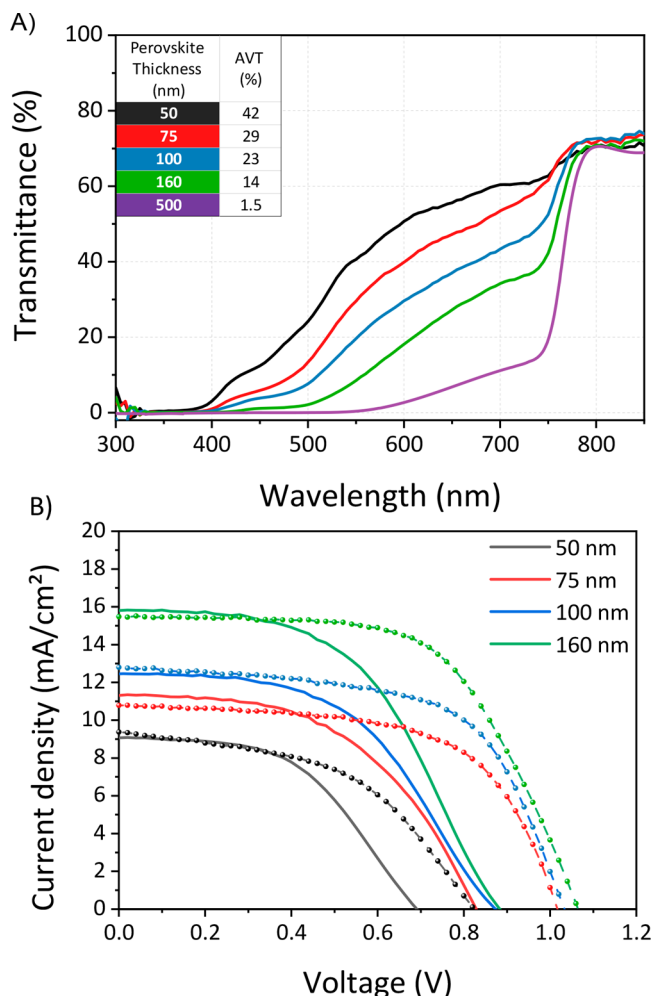 A)
100
80
60
40
20
0
Transmittance (%)
Perovskite AVT
Thickness (%)
(nm)
50 42
75 29
100 23
160 14
500 1.5
300 400 500 600 700 800
Wavelength (nm)
B)
20
18
16
14
12
10
8
6
4
2
0
Current density (mA/cm²)
50 nm
75 nm
100 nm
160 nm
0.0 0.2 0.4 0.6 0.8 1.0 1.2
Voltage (V)